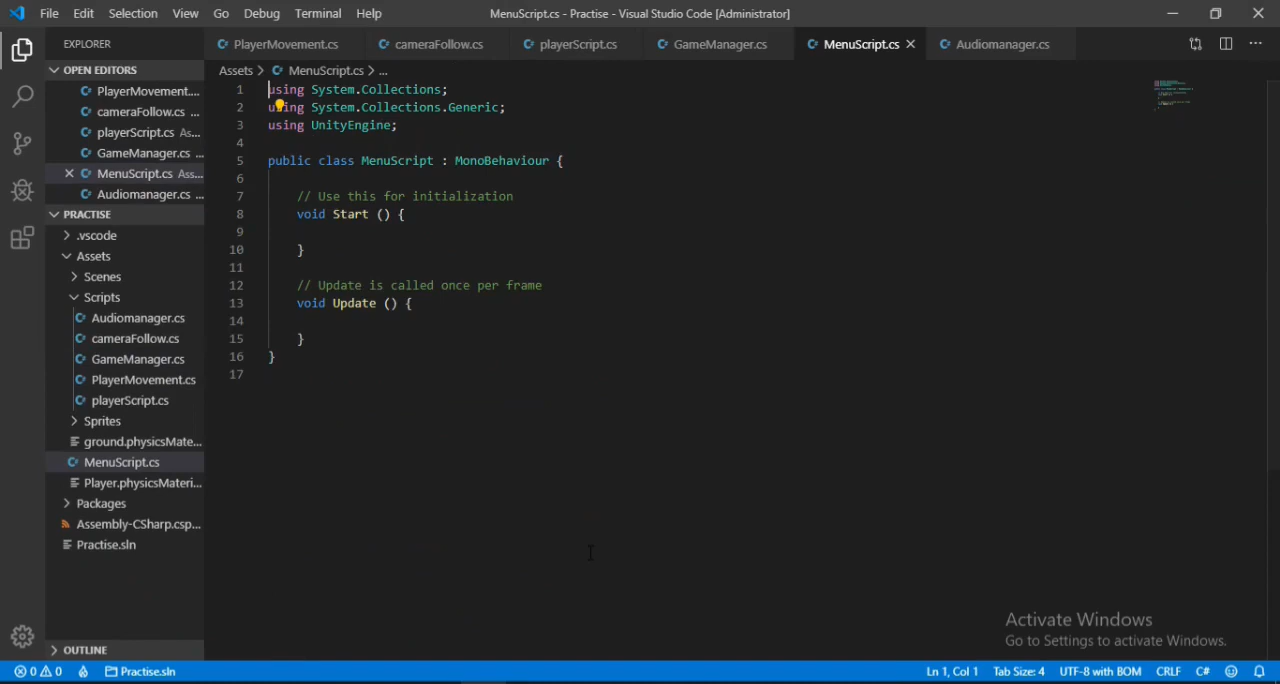 File Edit Selection View Go Debug Terminal Help MenuScript.cs - Practise - Visual Studio Code [Administrator]
EXPLORER
PlayerMovement.cs cameraFollow.cs playerScript.cs GameManager.cs MenuScript.cs Audiomanager.cs
OPEN EDITORS
PlayerMovement....
cameraFollow.cs ...
playerScript.cs As...
GameManager.cs ...
MenuScript.cs Ass...
Audiomanager.cs ...
PRACTISE
.vscode
Assets
Scenes
Scripts
Audiomanager.cs
cameraFollow.cs
GameManager.cs
PlayerMovement.cs
playerScript.cs
Sprites
ground.physicsMate...
MenuScript.cs
Player.physicsMateri...
Packages
Assembly-CSharp.csp...
Practise.sln
OUTLINE
Assets > MenuScript.cs > ...
1 using System.Collections;
2 using System.Collections.Generic;
3 using UnityEngine;
4
5 public class MenuScript : MonoBehaviour {
6
7 // Use this for initialization
8 void Start () {
9
10 }
11
12 // Update is called once per frame
13 void Update () {
14
15 }
16 }
17
Activate Windows
Go to Settings to activate Windows.
0 0 Practise.sln Ln 1, Col 1 Tab Size: 4 UTF-8 with BOM CRLF C#